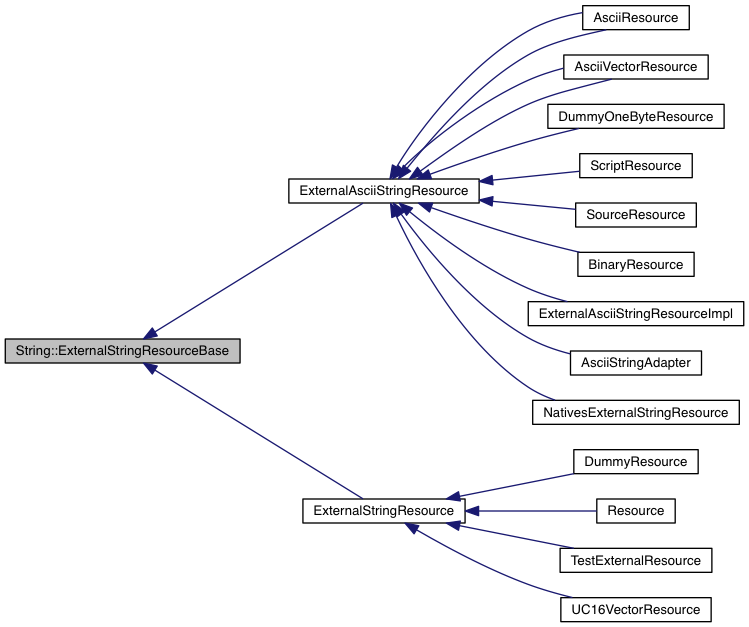 AsciiResource
AsciiVectorResource
DummyOneByteResource
ScriptResource
ExternalAsciiStringResource
SourceResource
BinaryResource
ExternalAsciiStringResourceImpl
String::ExternalStringResourceBase
AsciiStringAdapter
NativesExternalStringResource
DummyResource
ExternalStringResource
Resource
TestExternalResource
UC16VectorResource